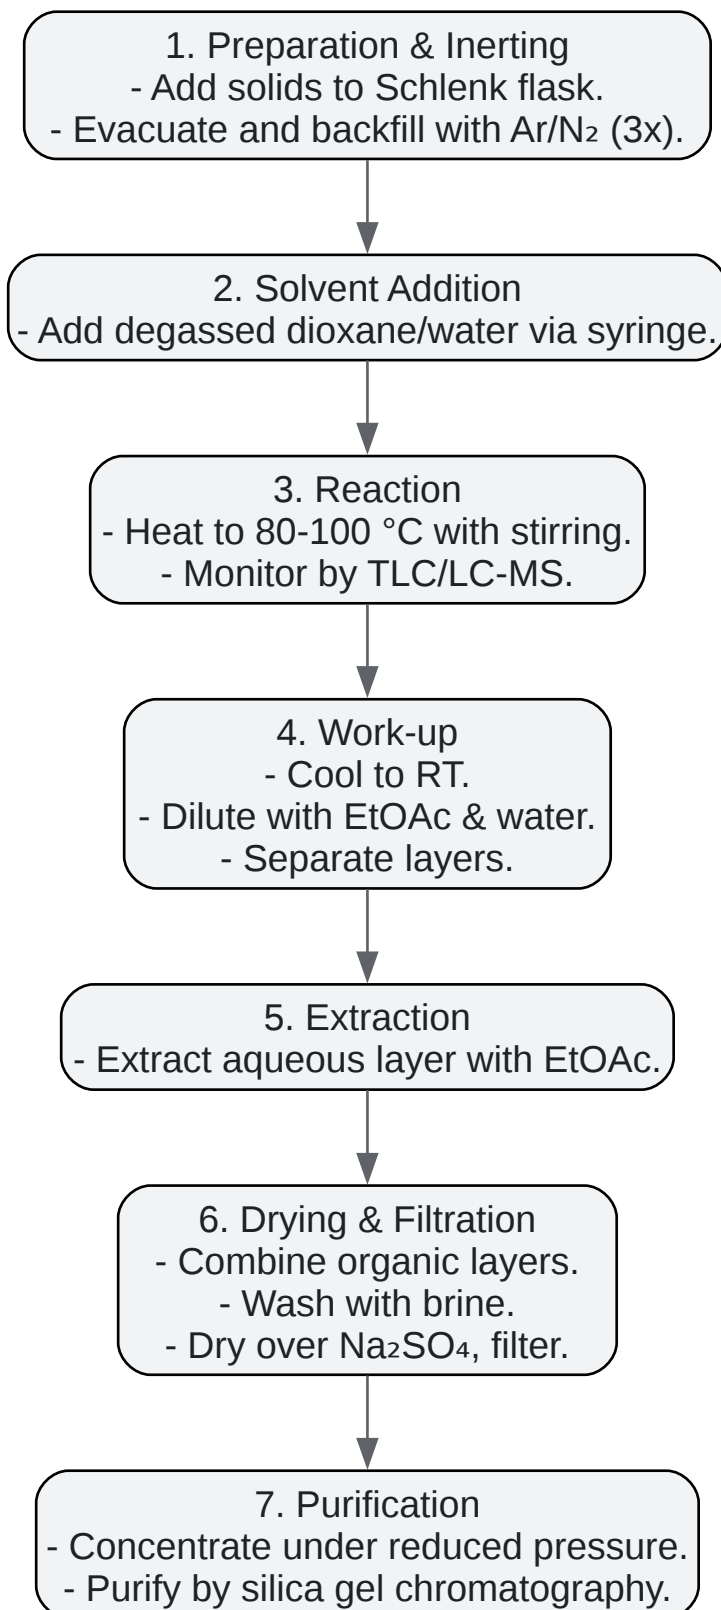 1. Preparation & Inerting
- Add solids to Schlenk flask.
- Evacuate and backfill with Ar/N₂ (3x).
2. Solvent Addition
- Add degassed dioxane/water via syringe.
3. Reaction
- Heat to 80-100 °C with stirring.
- Monitor by TLC/LC-MS.
4. Work-up
- Cool to RT.
- Dilute with EtOAc & water.
- Separate layers.
5. Extraction
- Extract aqueous layer with EtOAc.
6. Drying & Filtration
- Combine organic layers.
- Wash with brine.
- Dry over Na₂SO₄, filter.
7. Purification
- Concentrate under reduced pressure.
- Purify by silica gel chromatography.